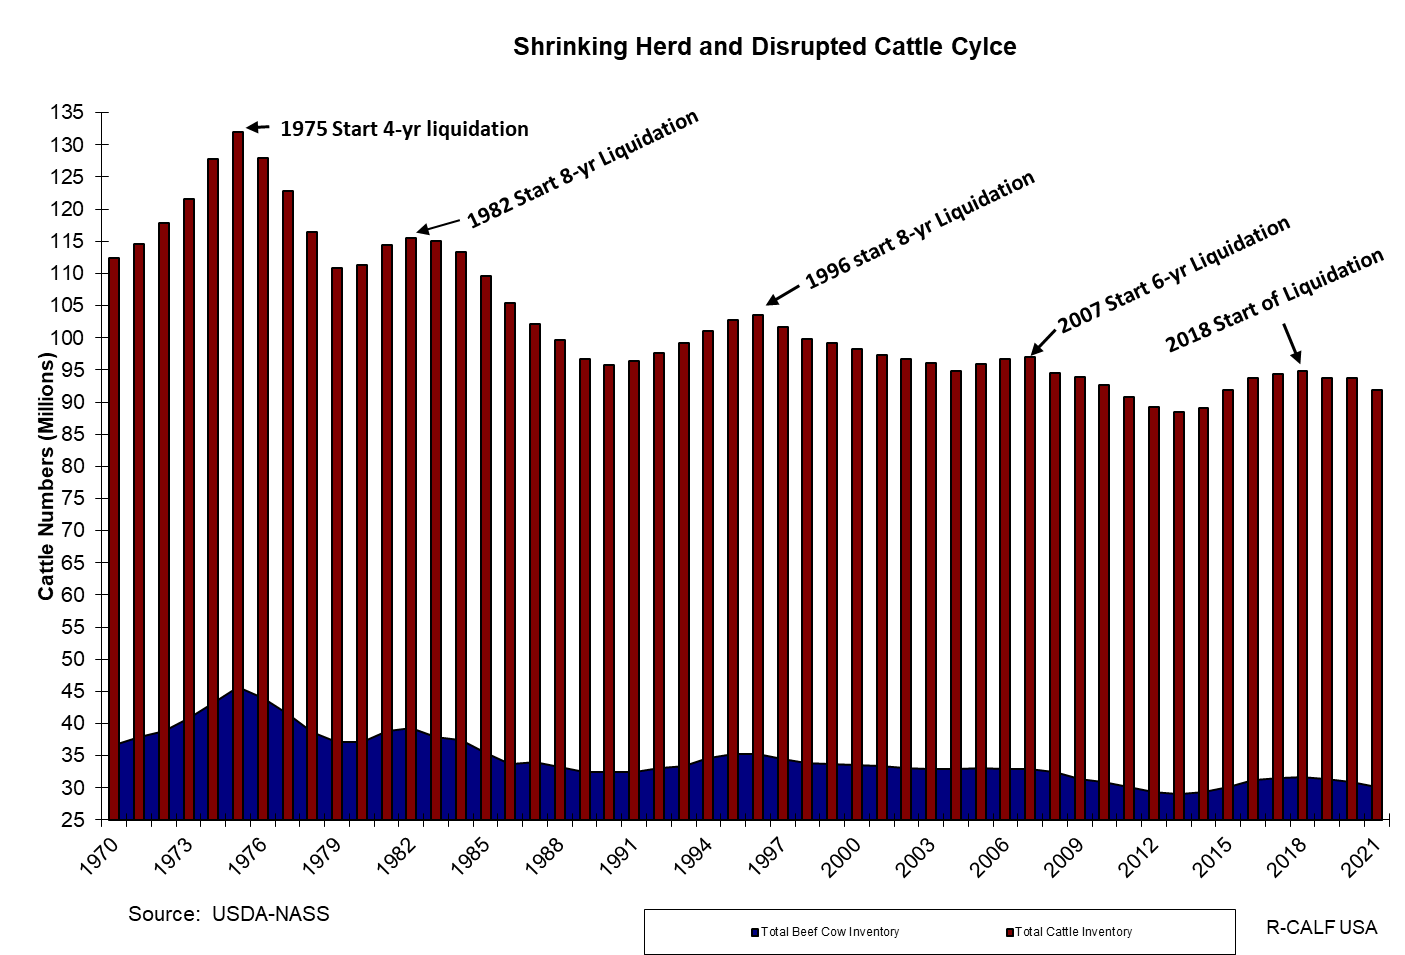 Shrinking Herd and Disrupted Cattle Cylce
1975 Start 4-yr liquidation
1982 Start 8-yr Liquidation
1996 start 8-yr Liquidation
2007 Start 6-yr Liquidation
2018 Start of Liquidation
Cattle Numbers (Millions)
135
130
125
120
115
110
105
100
95
90
85
80
75
70
65
60
55
50
45
40
35
30
25
1970 1973 1976 1979 1982 1985 1988 1991 1994 1997 2000 2003 2006 2009 2012 2015 2018 2021
Source: USDA-NASS
Total Beef Cow Inventory Total Cattle Inventory
R-CALF USA